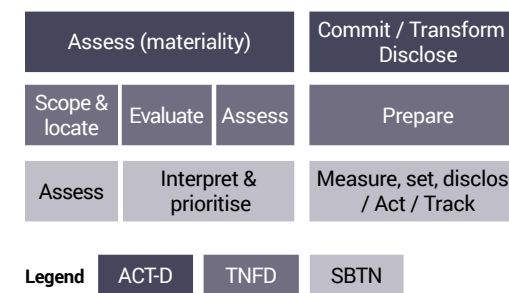 Assess (materiality)
Commit / Transform
Disclose
Scope &
locate
Evaluate
Assess
Prepare
Assess
Interpret &
prioritise
Measure, set, disclos
/ Act / Track
Legend
ACT-D
TNFD
SBTN